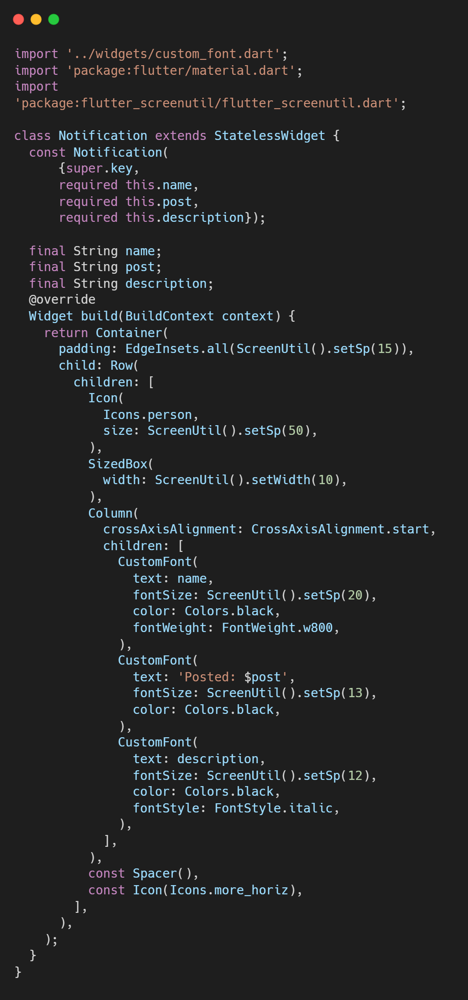 import '../widgets/custom_font.dart';
import 'package:flutter/material.dart';
import
'package:flutter_screenutil/flutter_screenutil.dart';

class Notification extends StatelessWidget {
  const Notification(
      {super.key,
      required this.name,
      required this.post,
      required this.description});

  final String name;
  final String post;
  final String description;
  @override
  Widget build(BuildContext context) {
    return Container(
      padding: EdgeInsets.all(ScreenUtil().setSp(15)),
      child: Row(
        children: [
          Icon(
            Icons.person,
            size: ScreenUtil().setSp(50),
          ),
          SizedBox(
            width: ScreenUtil().setWidth(10),
          ),
          Column(
            crossAxisAlignment: CrossAxisAlignment.start,
            children: [
              CustomFont(
                text: name,
                fontSize: ScreenUtil().setSp(20),
                color: Colors.black,
                fontWeight: FontWeight.w800,
              ),
              CustomFont(
                text: 'Posted: $post',
                fontSize: ScreenUtil().setSp(13),
                color: Colors.black,
              ),
              CustomFont(
                text: description,
                fontSize: ScreenUtil().setSp(12),
                color: Colors.black,
                fontStyle: FontStyle.italic,
              ),
            ],
          ),
          const Spacer(),
          const Icon(Icons.more_horiz),
        ],
      ),
    );
  }
}